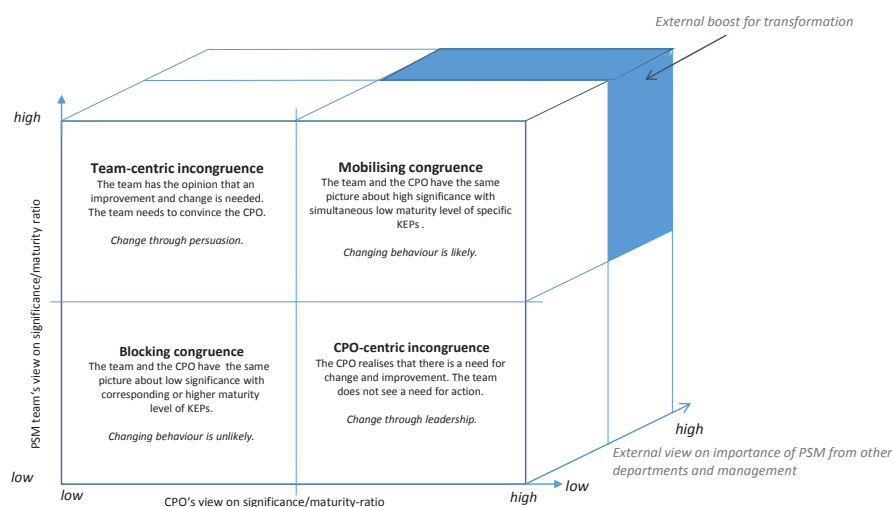 External boost for transformation
high
Team-centric incongruence
The team has the opinion that an
improvement and change is needed.
The team needs to convince the CPO.
Change through persuasion.
Mobilising congruence
The team and the CPO have the same
picture about high significance with
simultaneous low maturity level of specific
KEPs .
Changing behaviour is likely.
PSM team's view on significance/maturity ratio
Blocking congruence
The team and the CPO have the same
picture about low significance with
corresponding or higher maturity
level of KEPs.
Changing behaviour is unlikely.
CPO-centric incongruence
The CPO realises that there is a need for
change and improvement. The team
does not see a need for action.
Change through leadership.
high
External view on importance of PSM from other
departments and management
low
low
CPO's view on significance/maturity-ratio
high
low